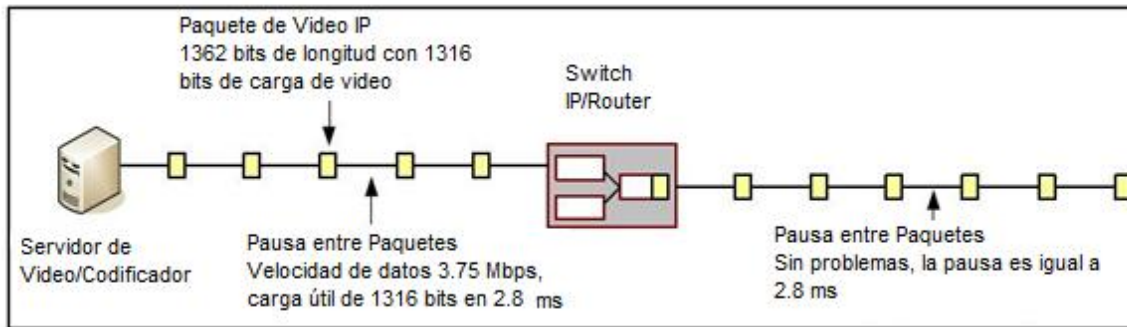 Paquete de Video IP
1362 bits de longitud con 1316
bits de carga de video
Switch
IP/Router
Servidor de
Video/Codificador
Pausa entre Paquetes
Velocidad de datos 3.75 Mbps,
carga útil de 1316 bits en 2.8 ms
Pausa entre Paquetes
Sin problemas, la pausa es igual a
2.8 ms